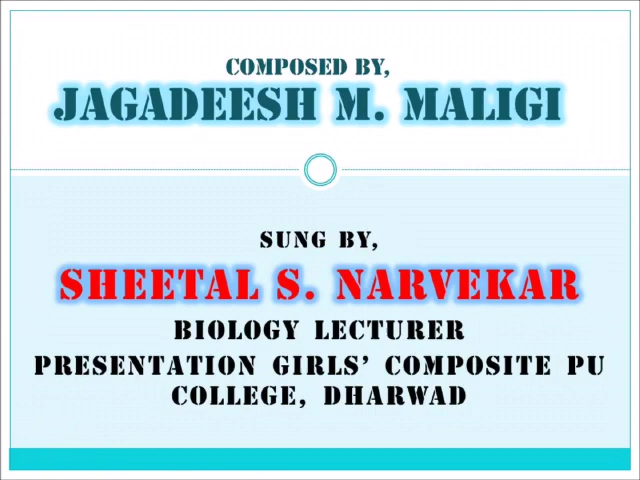 COMPOSED BY,
JAGADEESH M. MALIGI
SUNG BY,
SHEETAL S. NARVEKAR
BIOLOGY LECTURER
PRESENTATION GIRLS' COMPOSITE PU
COLLEGE, DHARWAD